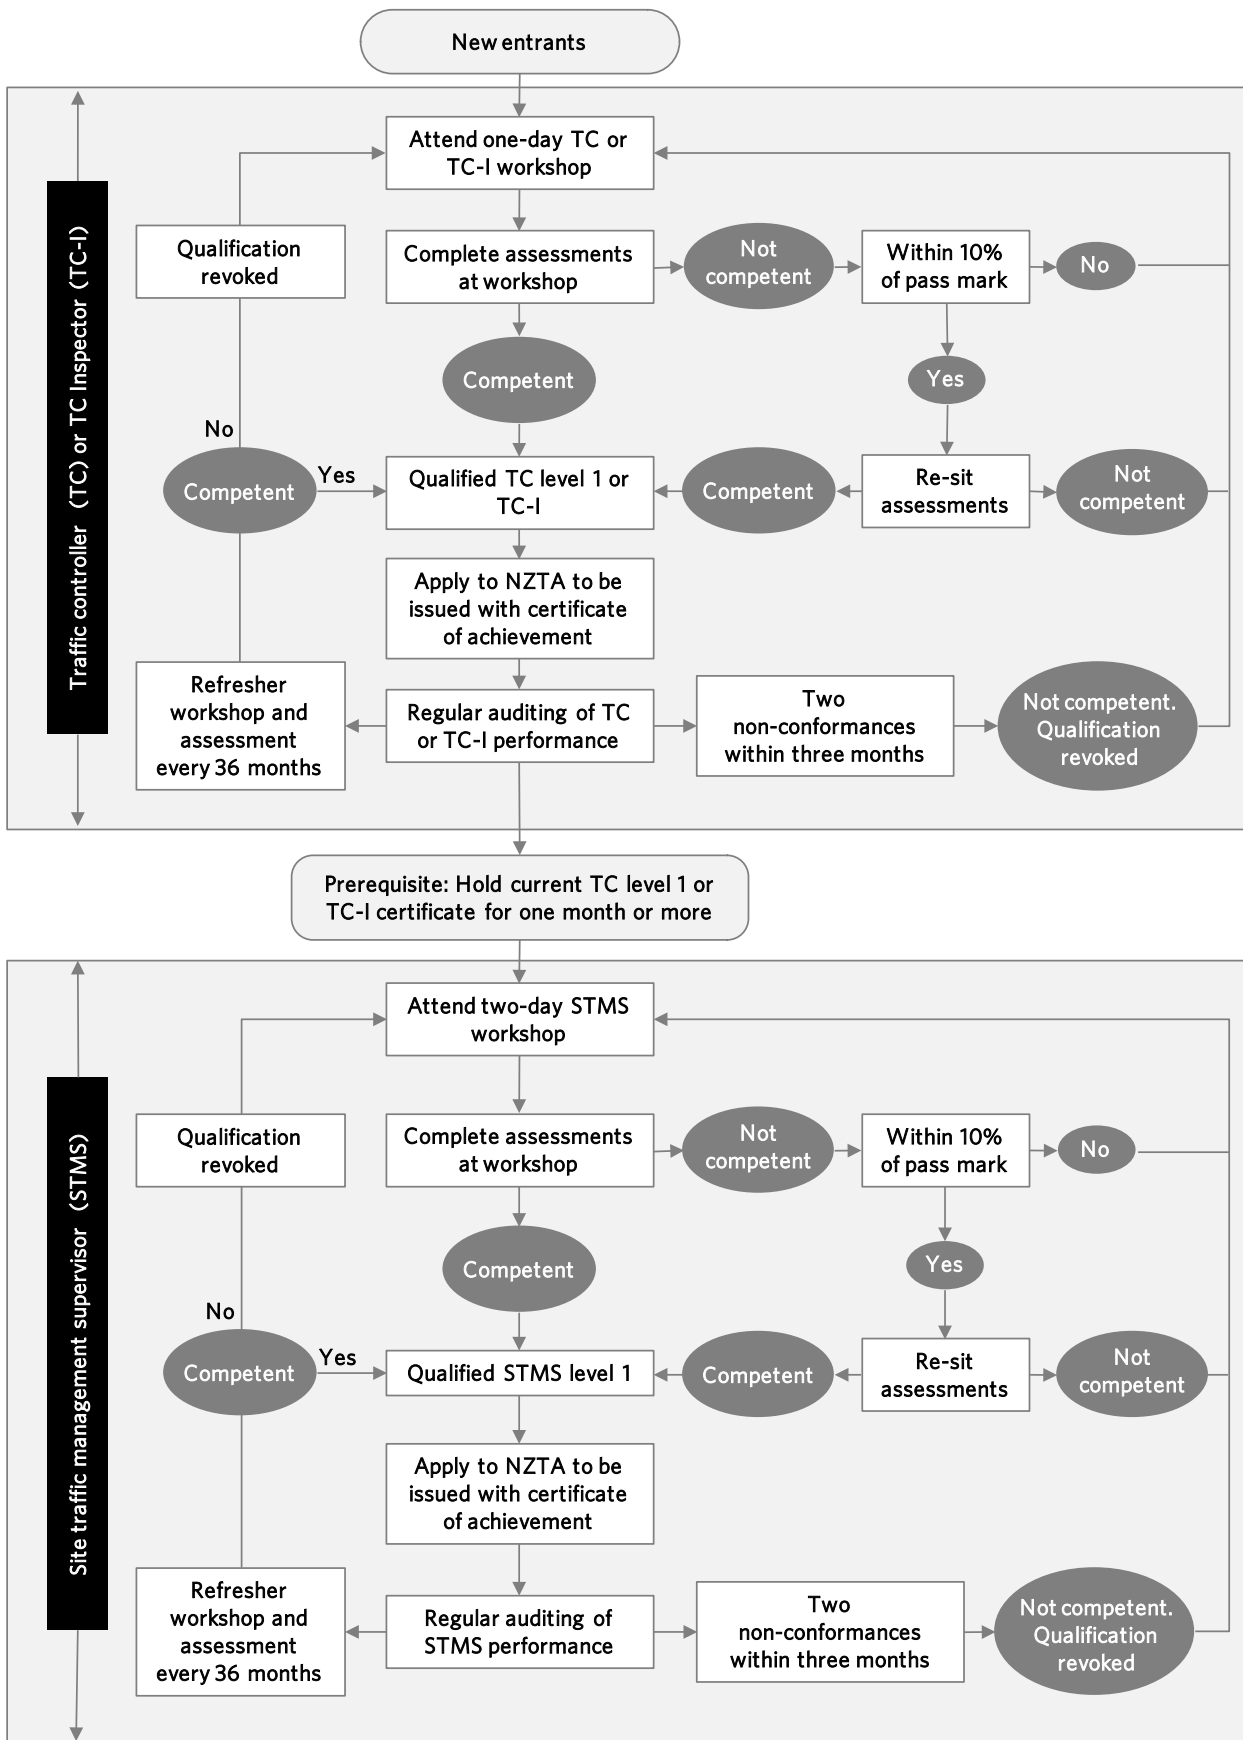 New entrants
Traffic controller (TC) or TC Inspector (TC-I)
Attend one-day TC or
TC-I workshop
Qualification
revoked
Complete assessments
at workshop
Not
competent
Within 10%
of pass mark
No
Competent
Yes
No
Competent
Yes
Qualified TC level 1 or
TC-I
Competent
Re-sit
assessments
Not
competent
Apply to NZTA to be
issued with certificate
of achievement
Refresher
workshop and
assessment
every 36 months
Regular auditing of TC
or TC-I performance
Two
non-conformances
within three months
Not competent.
Qualification
revoked
Prerequisite: Hold current TC level 1 or
TC-I certificate for one month or more
Site traffic management supervisor (STMS)
Attend two-day STMS
workshop
Qualification
revoked
Complete assessments
at workshop
Not
competent
Within 10%
of pass mark
No
Competent
Yes
No
Competent
Yes
Qualified STMS level 1
Competent
Re-sit
assessments
Not
competent
Apply to NZTA to be
issued with certificate
of achievement
Refresher
workshop and
assessment
every 36 months
Regular auditing of
STMS performance
Two
non-conformances
within three months
Not competent.
Qualification
revoked